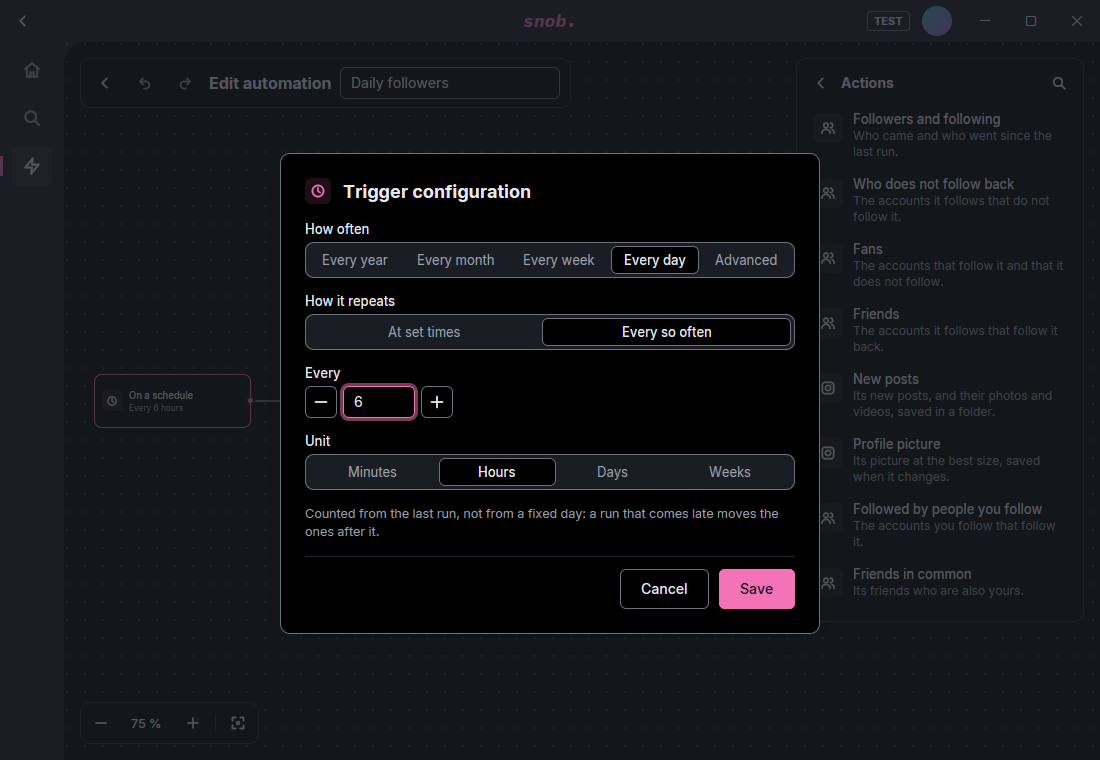 snob.
TEST
Edit automation
Daily followers
Actions
Followers and following
Who came and who went since the
last run.
Who does not follow back
The accounts it follows that do not
follow it.
Fans
The accounts that follow it and that it
does not follow.
Friends
The accounts it follows that follow it
back.
New posts
Its new posts, and their photos and
videos, saved in a folder.
Profile picture
Its picture at the best size, saved
when it changes.
Followed by people you follow
The accounts you follow that follow
it.
Friends in common
Its friends who are also yours.
On a schedule
Every 6 hours
Trigger configuration
How often
Every year Every month Every week Every day Advanced
How it repeats
At set times Every so often
Every
6
Unit
Minutes Hours Days Weeks
Counted from the last run, not from a fixed day: a run that comes late moves the
ones after it.
Cancel Save
75 %